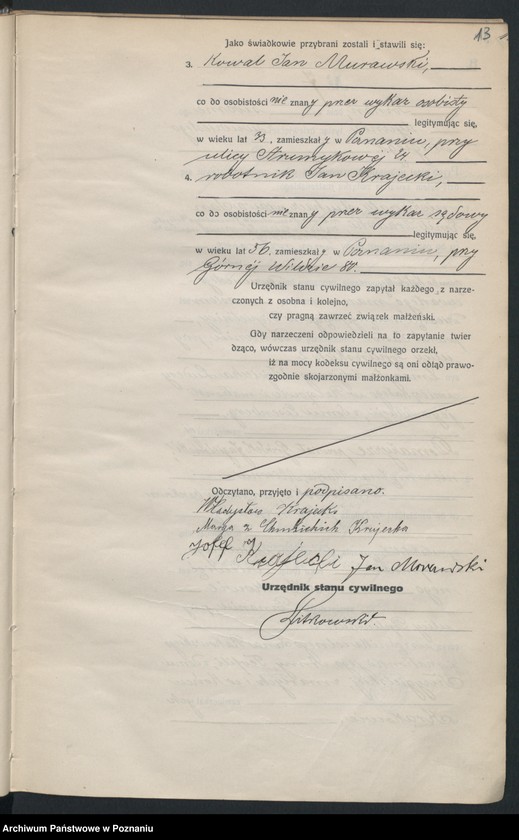 13
Jako świadkowie przybrani zostali i stawili się:
3. Kowal Jan Murawski,
co do osobistości nie znany przez wykaz osobisty
legitymując się,
w wieku lat 33, zamieszkały w Poznaniu, przy
ulicy Strumykowej 24
4. robotnik Jan Krajecki,
co do osobistości nie znany przez wykaz sądowy
legitymując się,
w wieku lat 56, zamieszkały w Poznaniu, przy
Górnej Wildzie 80.
Urzędnik stanu cywilnego zapytał każdego z narze-
czonych z osobna i kolejno,
czy pragną zawrzeć związek małżeński.
Gdy narzeczeni odpowiedzieli na to zapytanie twier
dząco, wówczas urzędnik stanu cywilnego orzekł,
iż na mocy kodeksu cywilnego są oni odtąd prawo-
zgodnie skojarzonymi małżonkami.
Odczytano, przyjęto i podpisano.
Władysław Krajecki
Marja z Krajecka
Krajecki Jan Morawski
Urzędnik stanu cywilnego
Archiwum Państwowe w Poznaniu